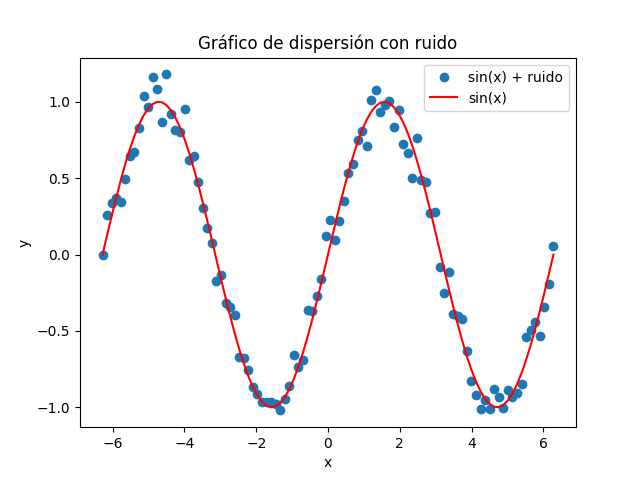 Gráfico de dispersión con ruido
sin(x) + ruido
sin(x)
y
1.0
0.5
0.0
−0.5
−1.0
−6 −4 −2 0 2 4 6
x